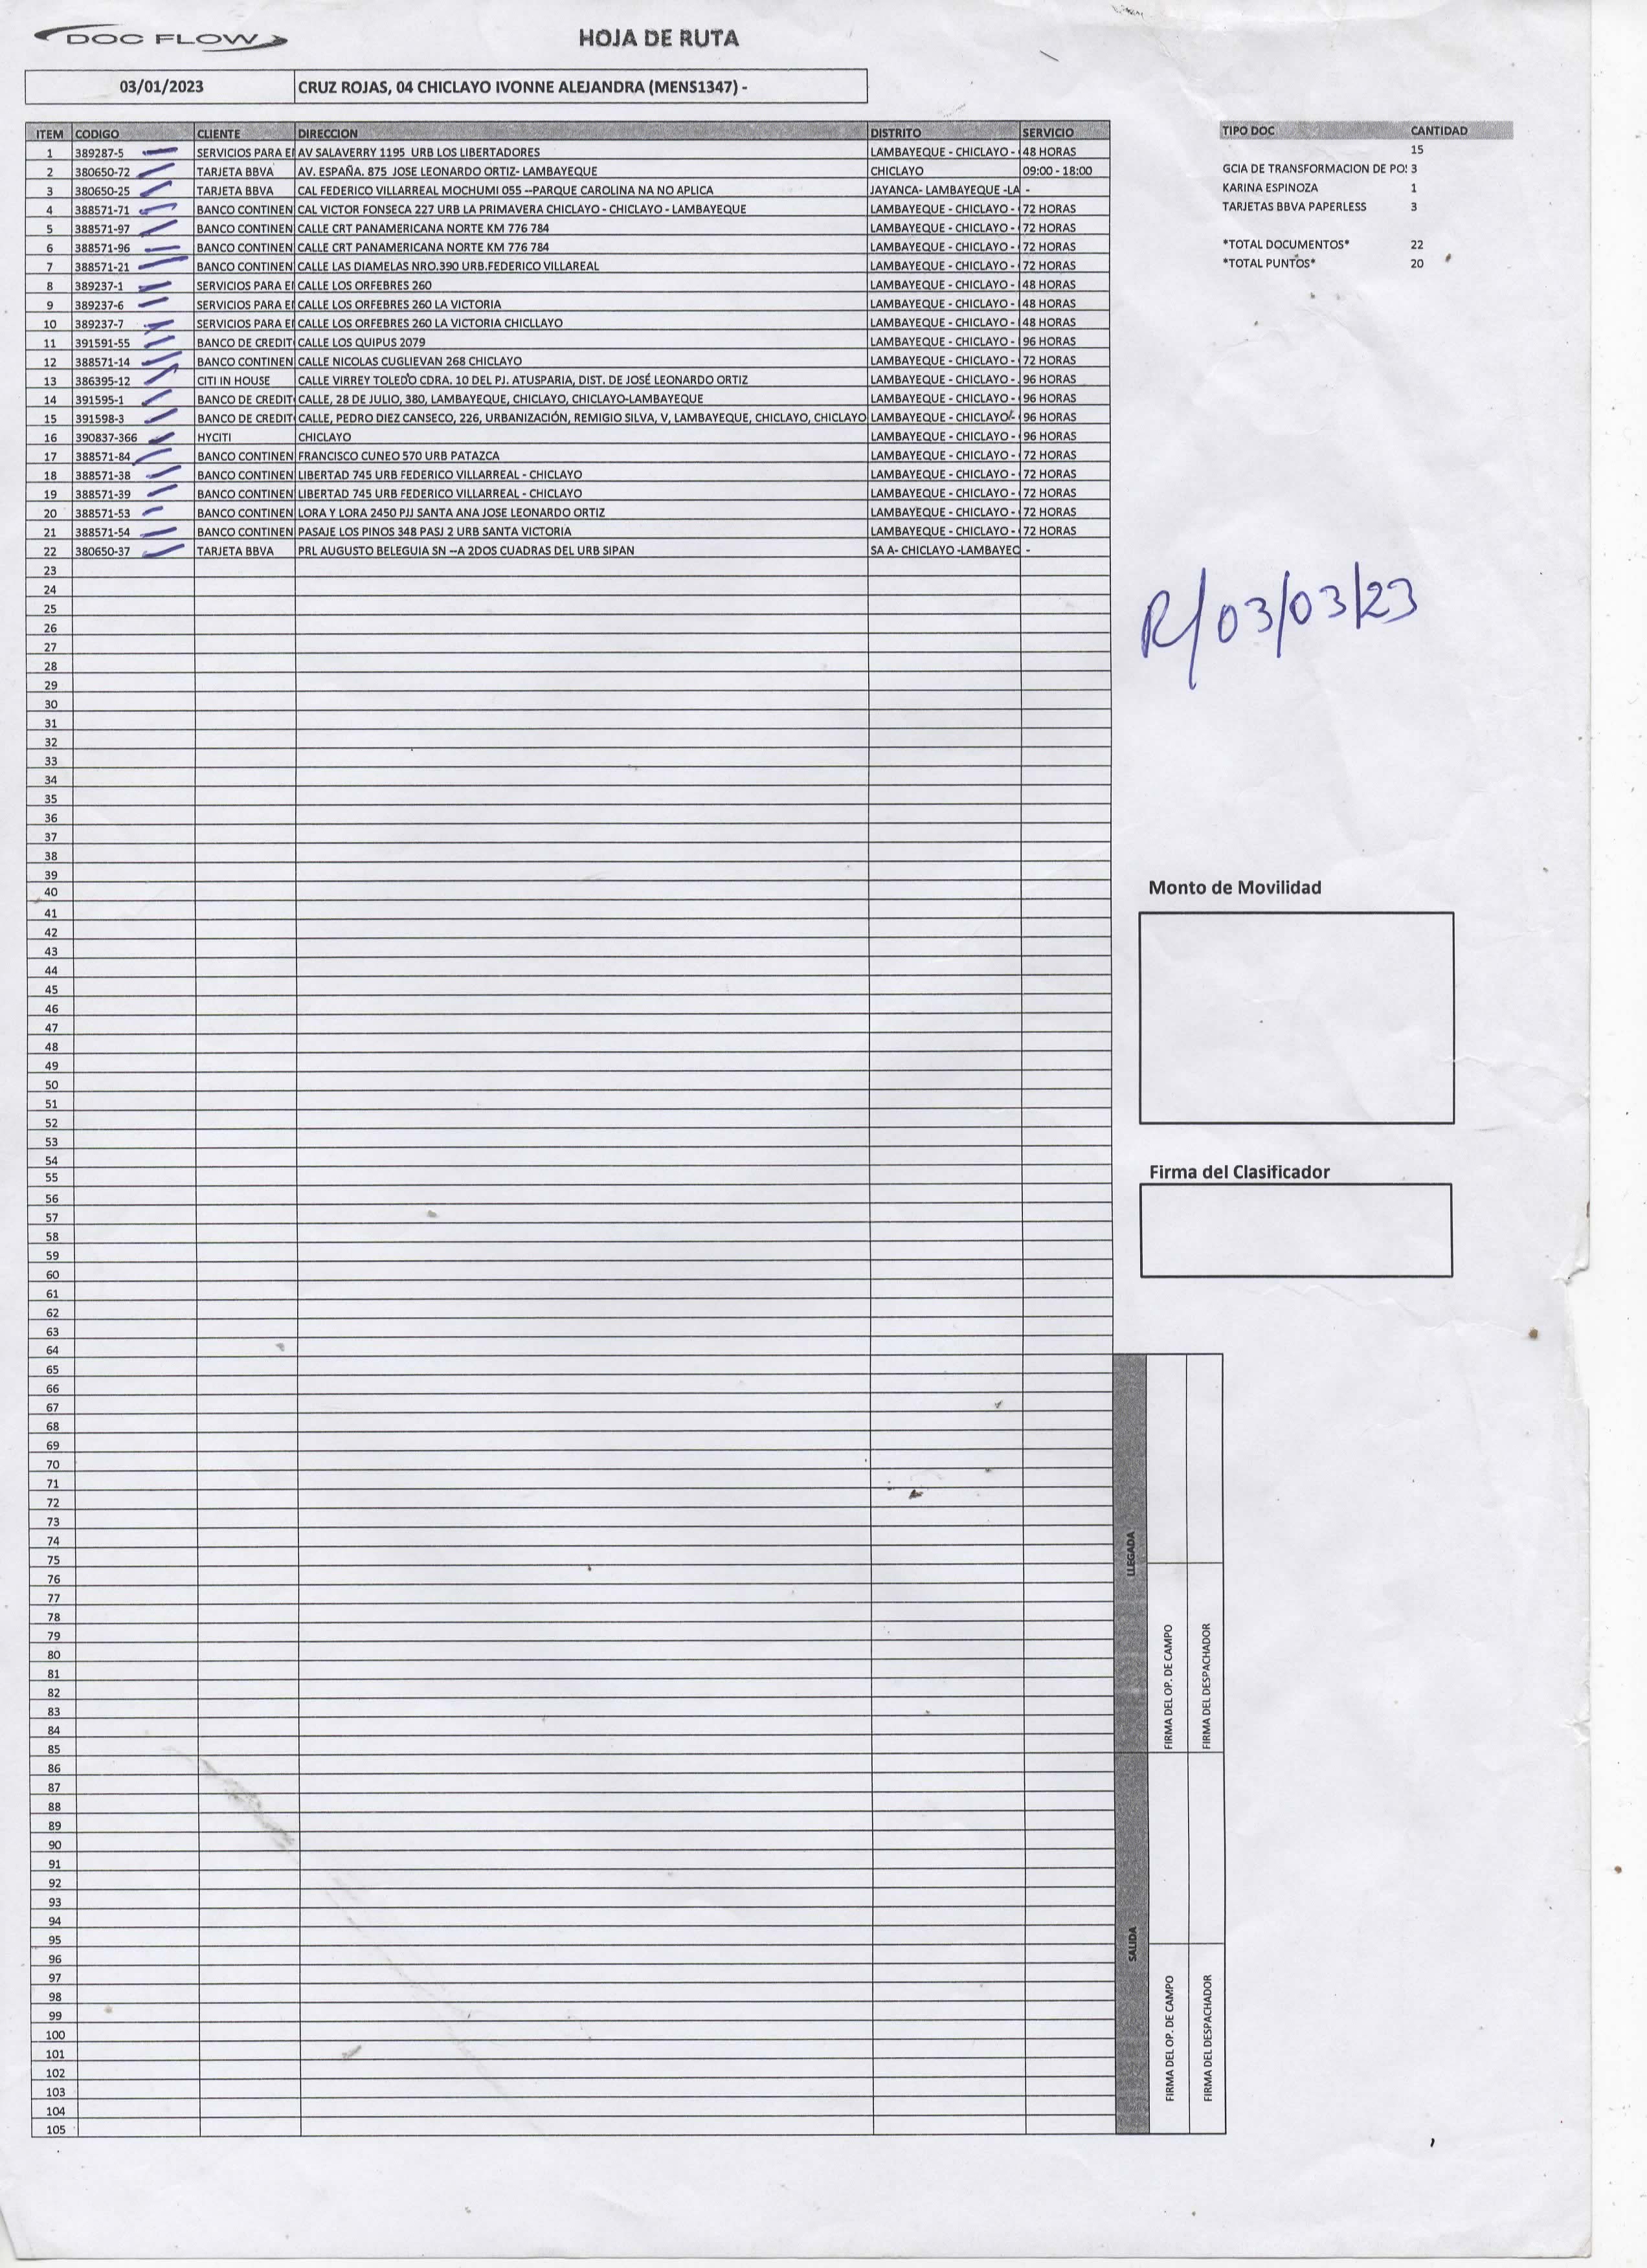 DOC FLOW
HOJA DE RUTA
03/01/2023 CRUZ ROJAS, 04 CHICLAYO IVONNE ALEJANDRA (MENS1347) -
ITEM CODIGO CLIENTE DIRECCION DISTRITO SERVICIO
1 389287-5 SERVICIOS PARA EI AV SALAVERRY 1195 URB LOS LIBERTADORES LAMBAYEQUE - CHICLAYO - 48 HORAS
2 380650-72 TARJETA BBVA AV. ESPAÑA. 875 JOSE LEONARDO ORTIZ- LAMBAYEQUE CHICLAYO 09:00 - 18:00
3 380650-25 TARJETA BBVA CAL FEDERICO VILLARREAL MOCHUMI 055 --PARQUE CAROLINA NA NO APLICA JAYANCA- LAMBAYEQUE -LA -
4 388571-71 BANCO CONTINEN CAL VICTOR FONSECA 227 URB LA PRIMAVERA CHICLAYO - CHICLAYO - LAMBAYEQUE LAMBAYEQUE - CHICLAYO - 72 HORAS
5 388571-97 BANCO CONTINEN CALLE CRT PANAMERICANA NORTE KM 776 784 LAMBAYEQUE - CHICLAYO - 72 HORAS
6 388571-96 BANCO CONTINEN CALLE CRT PANAMERICANA NORTE KM 776 784 LAMBAYEQUE - CHICLAYO - 72 HORAS
7 388571-21 BANCO CONTINEN CALLE LAS DIAMELAS NRO.390 URB.FEDERICO VILLAREAL LAMBAYEQUE - CHICLAYO - 72 HORAS
8 389237-1 SERVICIOS PARA EI CALLE LOS ORFEBRES 260 LAMBAYEQUE - CHICLAYO - 48 HORAS
9 389237-6 SERVICIOS PARA EI CALLE LOS ORFEBRES 260 LA VICTORIA LAMBAYEQUE - CHICLAYO - 48 HORAS
10 389237-7 SERVICIOS PARA EI CALLE LOS ORFEBRES 260 LA VICTORIA CHICLLAYO LAMBAYEQUE - CHICLAYO - 48 HORAS
11 391591-55 BANCO DE CREDIT CALLE LOS QUIPUS 2079 LAMBAYEQUE - CHICLAYO - 96 HORAS
12 388571-14 BANCO CONTINEN CALLE NICOLAS CUGLIEVAN 268 CHICLAYO LAMBAYEQUE - CHICLAYO - 72 HORAS
13 386395-12 CITI IN HOUSE CALLE VIRREY TOLEDO CDRA. 10 DEL PJ. ATUSPARIA, DIST. DE JOSÉ LEONARDO ORTIZ LAMBAYEQUE - CHICLAYO - 96 HORAS
14 391595-1 BANCO DE CREDIT CALLE, 28 DE JULIO, 380, LAMBAYEQUE, CHICLAYO, CHICLAYO-LAMBAYEQUE LAMBAYEQUE - CHICLAYO - 96 HORAS
15 391598-3 BANCO DE CREDIT CALLE, PEDRO DIEZ CANSECO, 226, URBANIZACIÓN, REMIGIO SILVA, V, LAMBAYEQUE, CHICLAYO, CHICLAYO LAMBAYEQUE - CHICLAYO - 96 HORAS
16 390837-366 HYCITI CHICLAYO LAMBAYEQUE - CHICLAYO - 96 HORAS
17 388571-84 BANCO CONTINEN FRANCISCO CUNEO 570 URB PATAZCA LAMBAYEQUE - CHICLAYO - 72 HORAS
18 388571-38 BANCO CONTINEN LIBERTAD 745 URB FEDERICO VILLARREAL - CHICLAYO LAMBAYEQUE - CHICLAYO - 72 HORAS
19 388571-39 BANCO CONTINEN LIBERTAD 745 URB FEDERICO VILLARREAL - CHICLAYO LAMBAYEQUE - CHICLAYO - 72 HORAS
20 388571-53 BANCO CONTINEN LORA Y LORA 2450 PJJ SANTA ANA JOSE LEONARDO ORTIZ LAMBAYEQUE - CHICLAYO - 72 HORAS
21 388571-54 BANCO CONTINEN PASAJE LOS PINOS 348 PASJ 2 URB SANTA VICTORIA LAMBAYEQUE - CHICLAYO - 72 HORAS
22 380650-37 TARJETA BBVA PRL AUGUSTO BELEGUIA SN --A 2DOS CUADRAS DEL URB SIPAN SA A- CHICLAYO -LAMBAYEC -
23
24
25
26
27
28
29
30
31
32
33
34
35
36
37
38
39
40
41
42
43
44
45
46
47
48
49
50
51
52
53
54
55
56
57
58
59
60
61
62
63
64
65
66
67
68
69
70
71
72
73
74
75
76
77
78
79
80
81
82
83
84
85
86
87
88
89
90
91
92
93
94
95
96
97
98
99
100
101
102
103
104
105
TIPO DOC CANTIDAD
15
GCIA DE TRANSFORMACION DE PO: 3
KARINA ESPINOZA 1
TARJETAS BBVA PAPERLESS 3
*TOTAL DOCUMENTOS* 22
*TOTAL PUNTOS* 20
R/03/03/23
Monto de Movilidad
Firma del Clasificador
LLEGADA
FIRMA DEL OP. DE CAMPO
FIRMA DEL DESPACHADOR
SALIDA
FIRMA DEL OP. DE CAMPO
FIRMA DEL DESPACHADOR